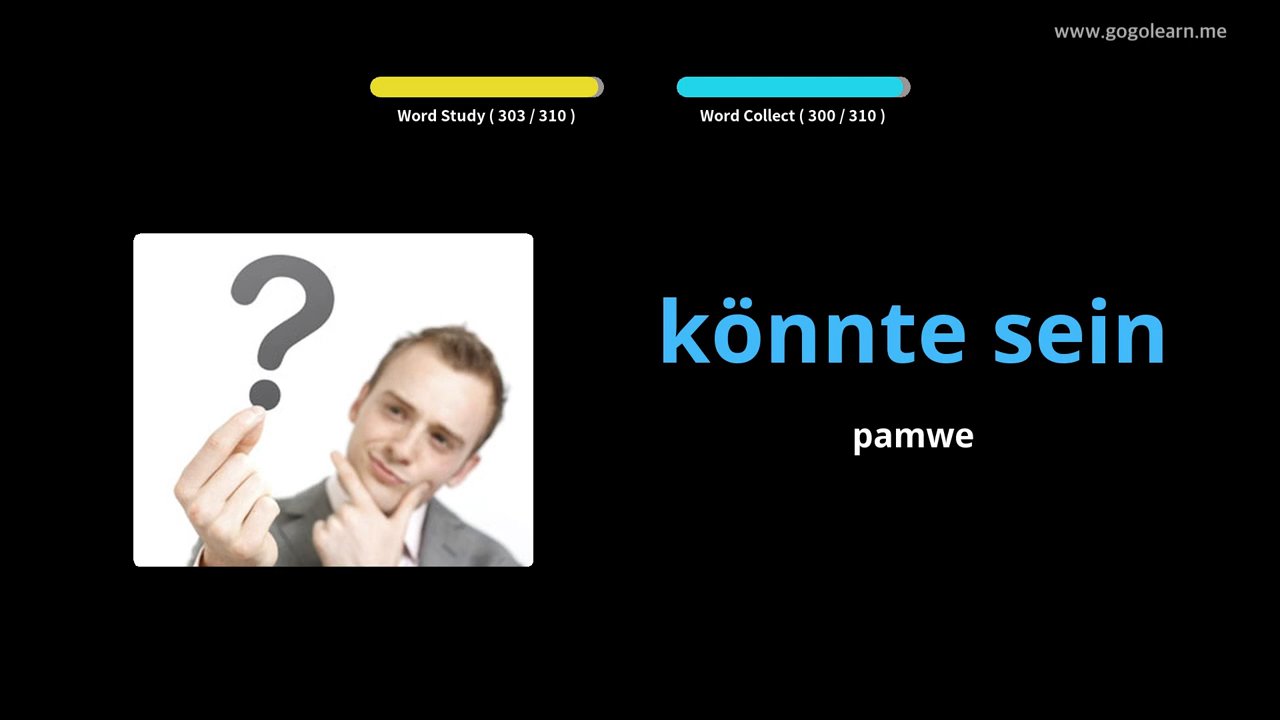 www.gogolearn.me
Word Study ( 303 / 310 )
Word Collect ( 300 / 310 )
?
könnte sein
pamwe